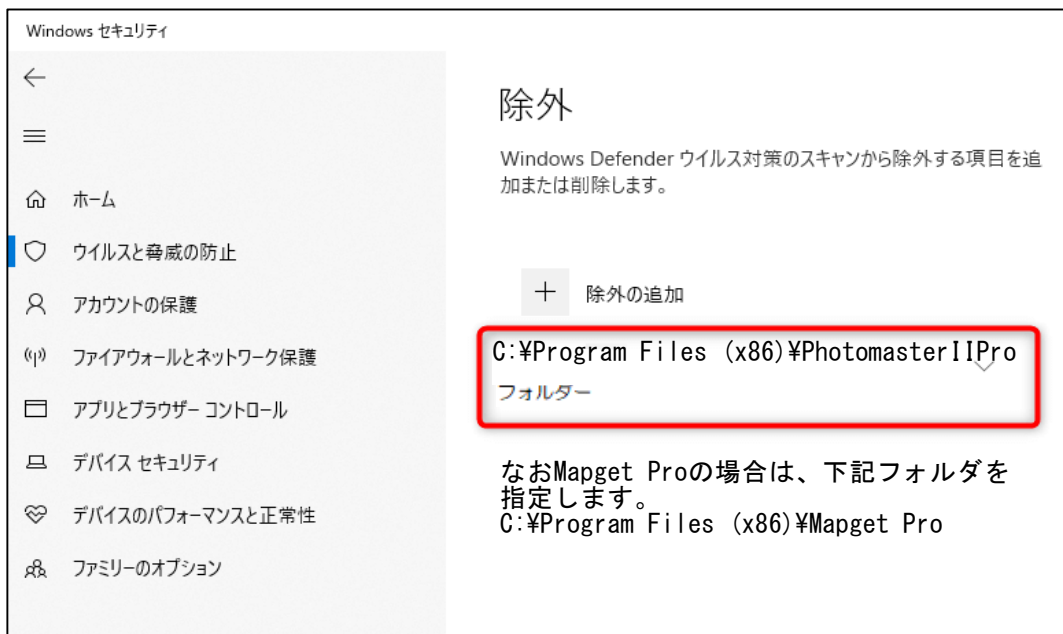 Windows セキュリティ
ホーム
ウイルスと脅威の防止
アカウントの保護
ファイアウォールとネットワーク保護
アプリとブラウザー コントロール
デバイス セキュリティ
デバイスのパフォーマンスと正常性
ファミリーのオプション
除外
Windows Defender ウイルス対策のスキャンから除外する項目を追
加または削除します。
除外の追加
C:¥Program Files (x86)¥PhotomasterIIPro
フォルダー
なおMapget Proの場合は、下記フォルダを
指定します。
C:¥Program Files (x86)¥Mapget Pro